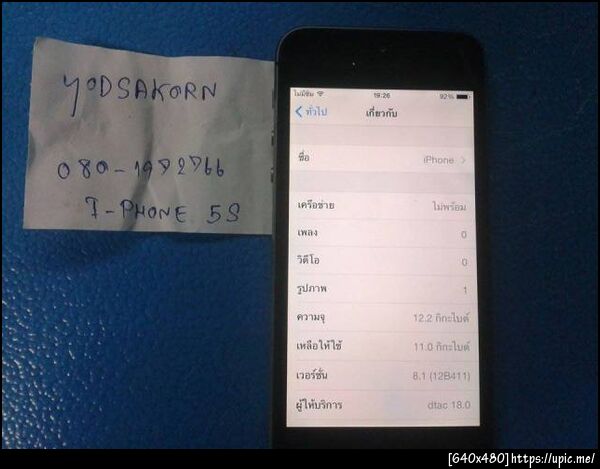 YODSAKORN
I-PHONE 5S
ไม่มีซิม 19:26 92%
ทั่วไป เกี่ยวกับ
ชื่อ iPhone
เครือข่าย ไม่พร้อม
เพลง 0
วิดีโอ 0
รูปภาพ 1
ความจุ 12.2 กิกะไบต์
เหลือให้ใช้ 11.0 กิกะไบต์
เวอร์ชั่น 8.1 (12B411)
ผู้ให้บริการ dtac 18.0
[640x480]https://upic.me/